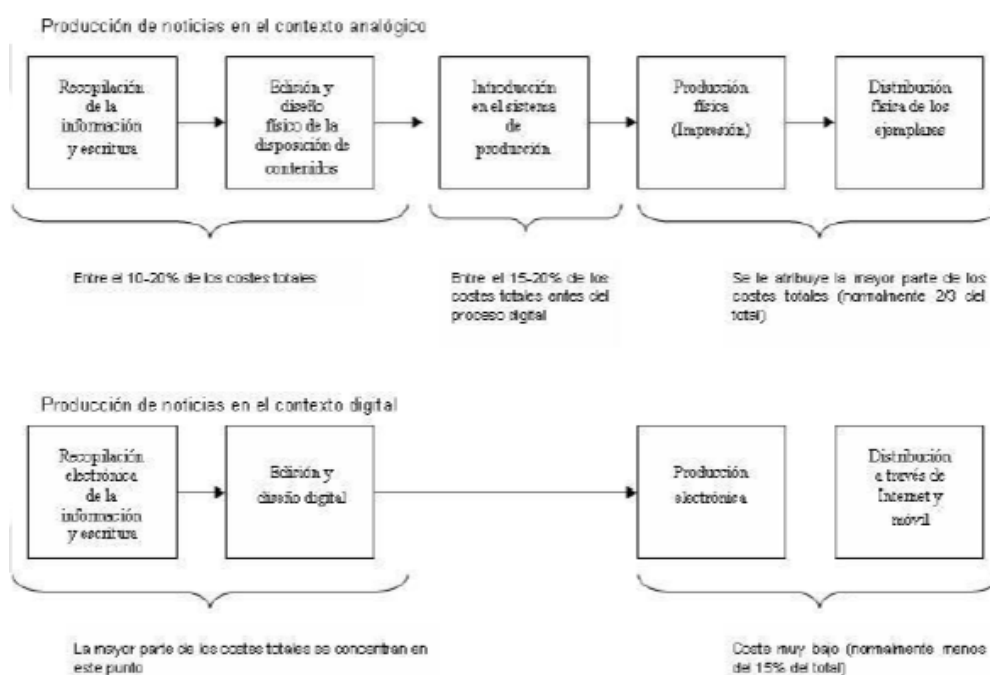 Producción de noticias en el contexto analógico
Recopilación
de la
información
y escritura
Edición y
diseño
físico de la
disposición de
contenidos
Introducción
en el sistema
de
producción
Producción
física
(Impresión)
Distribución
física de los
ejemplares
Entre el 10-20% de los costes totales
Entre el 15-20% de los
costes totales antes del
proceso digital
Se le atribuye la mayor parte de los
costes totales (normalmente 2/3 del
total)
Producción de noticias en el contexto digital
Recopilación
electrónica
de la
información
y escritura
Edición y
diseño digital
Producción
electrónica
Distribución
a través de
Internet y
móvil
La mayor parte de los costes totales se concentran en
este punto
Coste muy bajo (normalmente menos
del 15% del total)